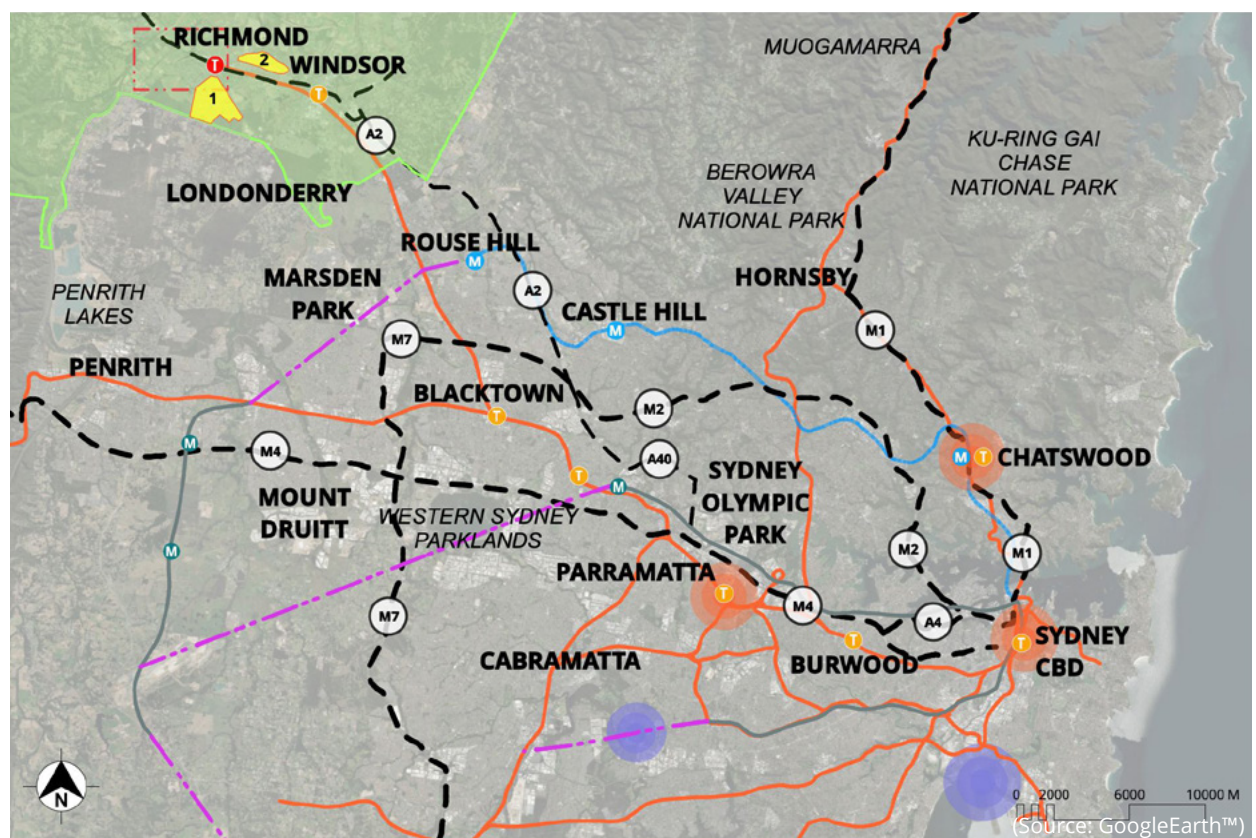 RICHMOND
MUOGAMARRA
2
WINDSOR
T
1
T
A2
KU-RING GAI
CHASE
NATIONAL PARK
BEROWRA
VALLEY
NATIONAL PARK
LONDONDERRY
ROUSE HILL
M
MARSDEN
PARK
HORNSBY
PENRITH
LAKES
A2
CASTLE HILL
M
M1
M7
PENRITH
BLACKTOWN
T
M2
M
M4
A40
M
T
CHATSWOOD
T
M
SYDNEY
OLYMPIC
PARK
MOUNT
DRUITT
WESTERN SYDNEY
PARKLANDS
M
M2
M1
PARRAMATTA
T
M4
M7
A4
T
BURWOOD
T
SYDNEY
CBD
CABRAMATTA
N
0 2000 6000 10000 M
(Source: GoogleEarth™)